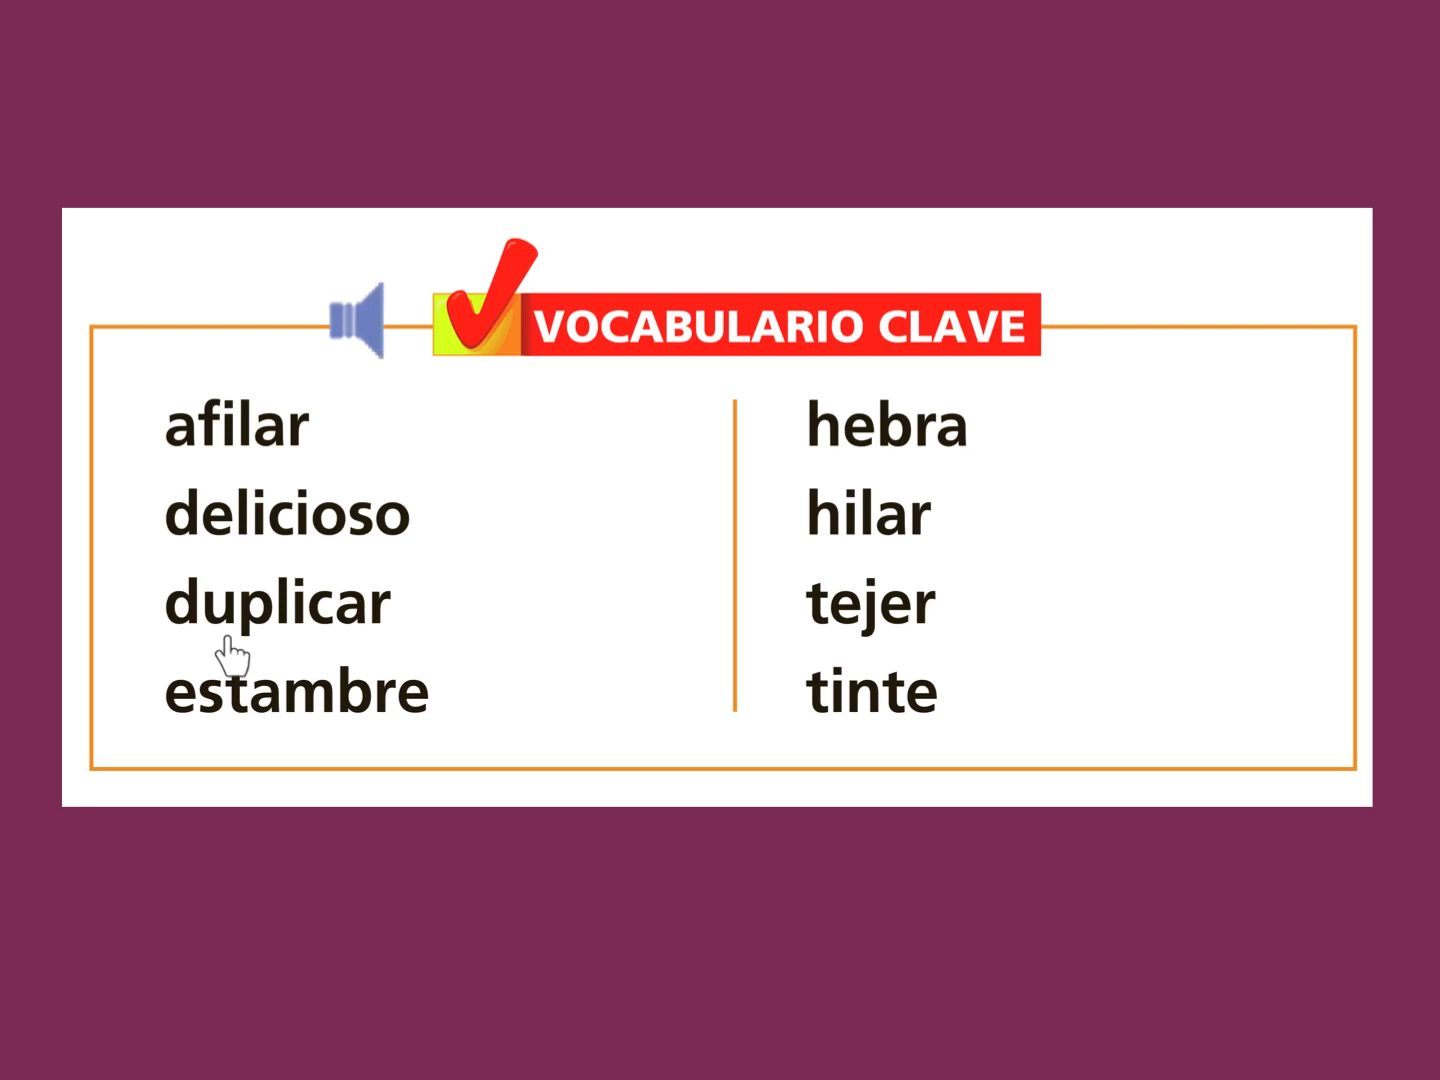 VOCABULARIO CLAVE
afilar
delicioso
duplicar
estambre
hebra
hilar
tejer
tinte